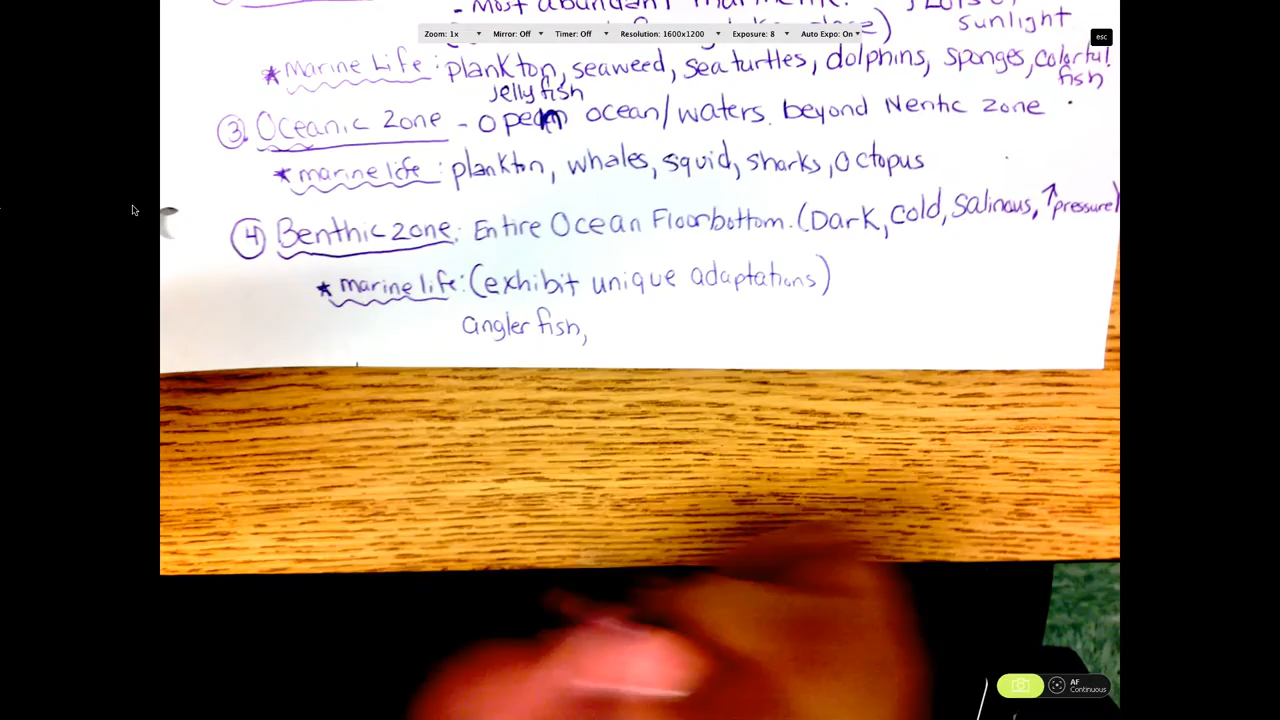 - Most abundant marine life!
sunlight
Zoom: 1x Mirror: Off Timer: Off Resolution: 1600x1200 Exposure: 8 Auto Expo: On
esc
* Marine Life: plankton, seaweed, sea turtles, dolphins, sponges, colorful fish
Jelly fish
③ Oceanic Zone - open ocean/waters beyond Neritic zone
* marine life: plankton, whales, squid, sharks, octopus
④ Benthic zone: Entire Ocean Floor bottom. (Dark, cold, Salinous, ↑ pressure)
* marine life: (exhibit unique adaptations)
angler fish,
AF
Continuous